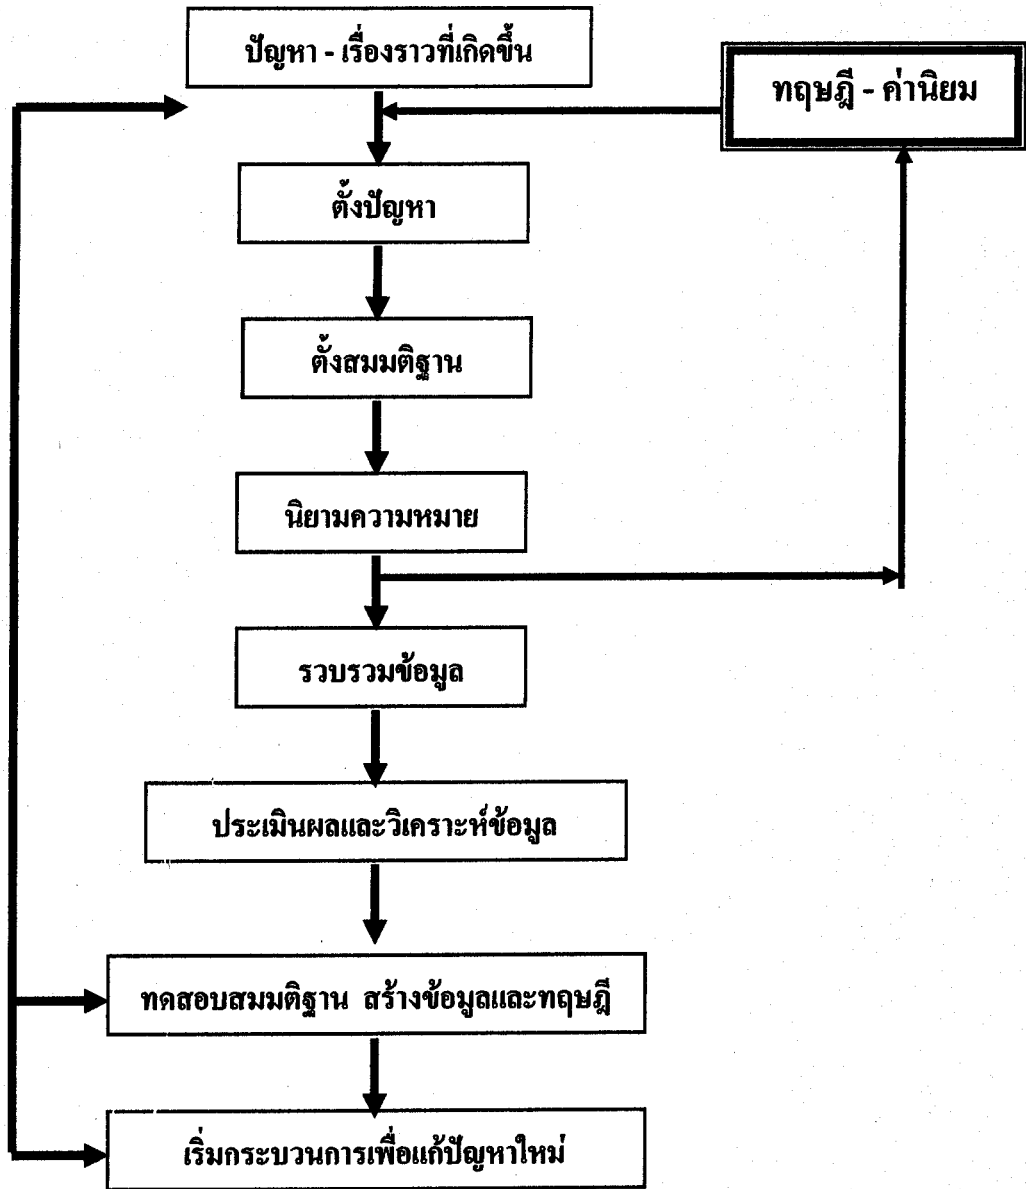 ปัญหา - เรื่องราวที่เกิดขึ้น
ทฤษฎี - ค่านิยม
ตั้งปัญหา
ตั้งสมมติฐาน
นิยามความหมาย
รวบรวมข้อมูล
ประเมินผลและวิเคราะห์ข้อมูล
ทดสอบสมมติฐาน สร้างข้อมูลและทฤษฎี
เริ่มกระบวนการเพื่อแก้ปัญหาใหม่